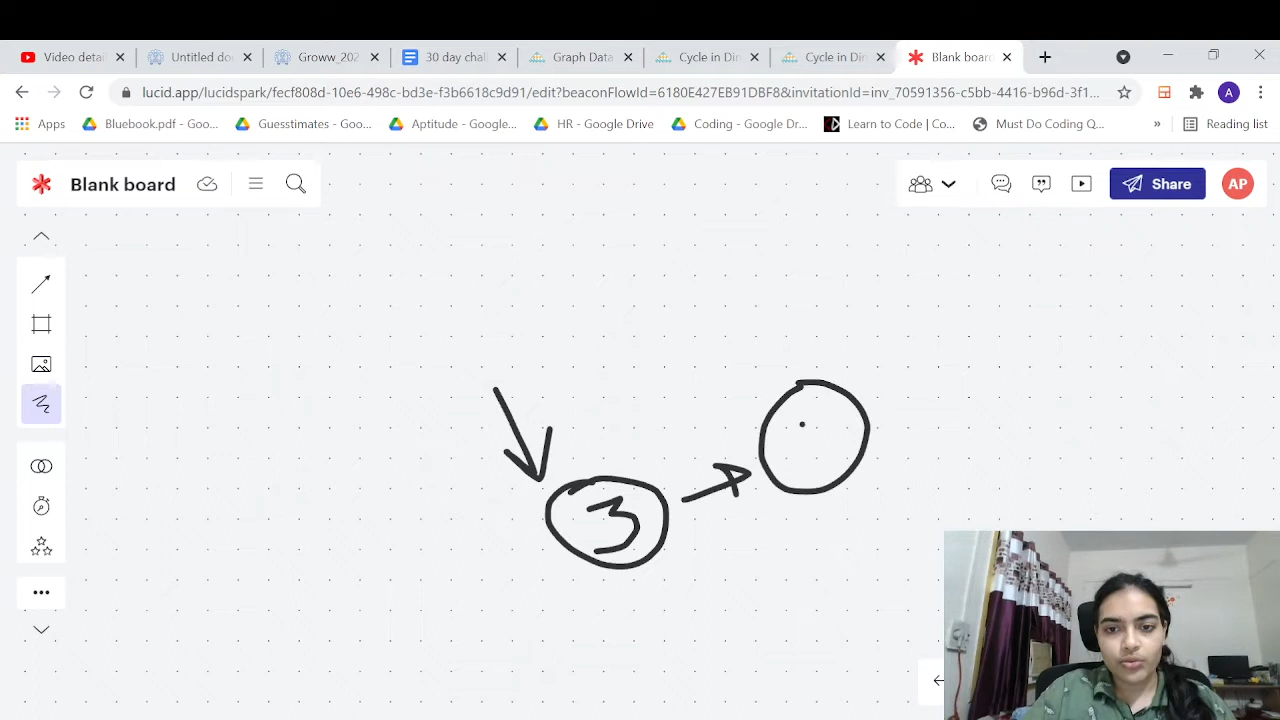 Video detai
Untitled do
Groww_202
30 day chall
Graph Data
Cycle in Dir
Cycle in Dir
Blank board
lucid.app/lucidspark/fecf808d-10e6-498c-bd3e-f3b6618c9d91/edit?beaconFlowId=6180E427EB91DBF8&invitationId=inv_70591356-c5bb-4416-b96d-3f1...
Apps
Bluebook.pdf - Goo...
Guesstimates - Goo...
Aptitude - Google...
HR - Google Drive
Coding - Google Dr...
Learn to Code | Co...
Must Do Coding Q...
»
Reading list
Blank board
Share
AP
3